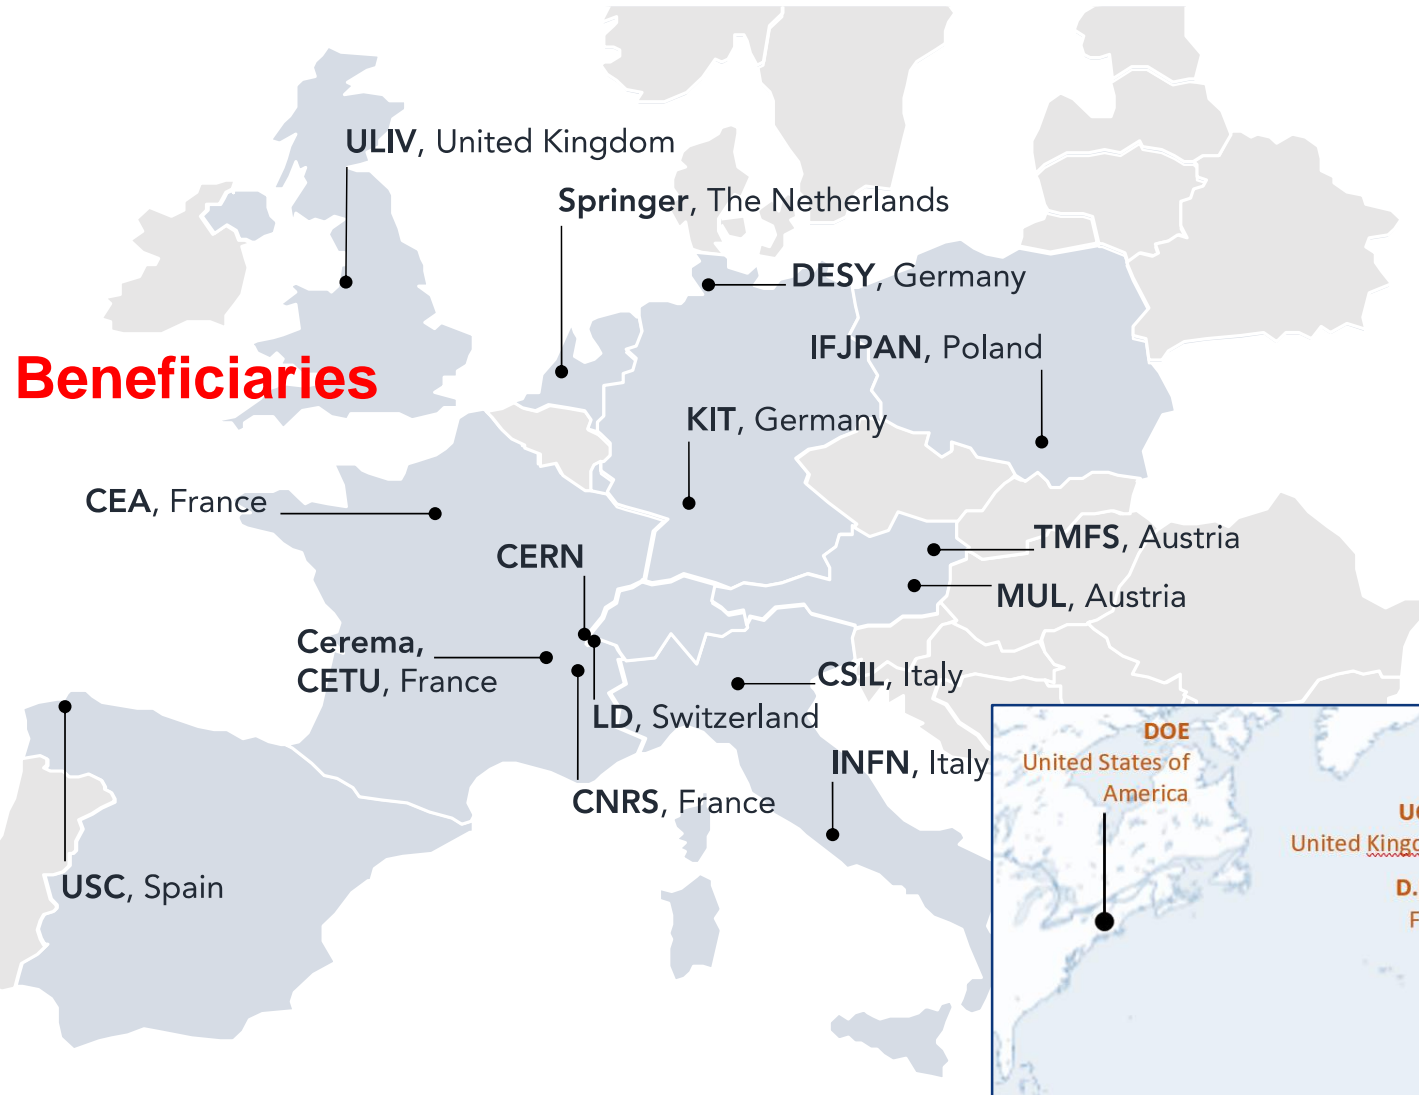 ULIV, United Kingdom
Springer, The Netherlands
DESY, Germany
IFJPAN, Poland
Beneficiaries
KIT, Germany
CEA, France
TMFS, Austria
CERN
MUL, Austria
Cerema,
CETU, France
CSIL, Italy
LD, Switzerland
INFN, Italy
CNRS, France
USC, Spain
DOE
United States of
America
United
D.